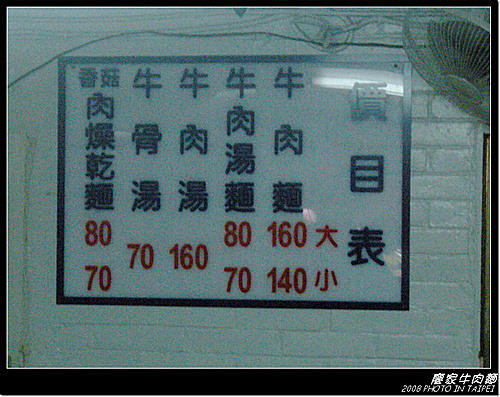 價目表
大 小
牛肉麵 160 140
牛肉湯麵 80 70
牛肉湯 160
牛骨湯 70
香菇肉燥乾麵 80 70
龐家牛肉麵
2008 PHOTO IN TAIPEI